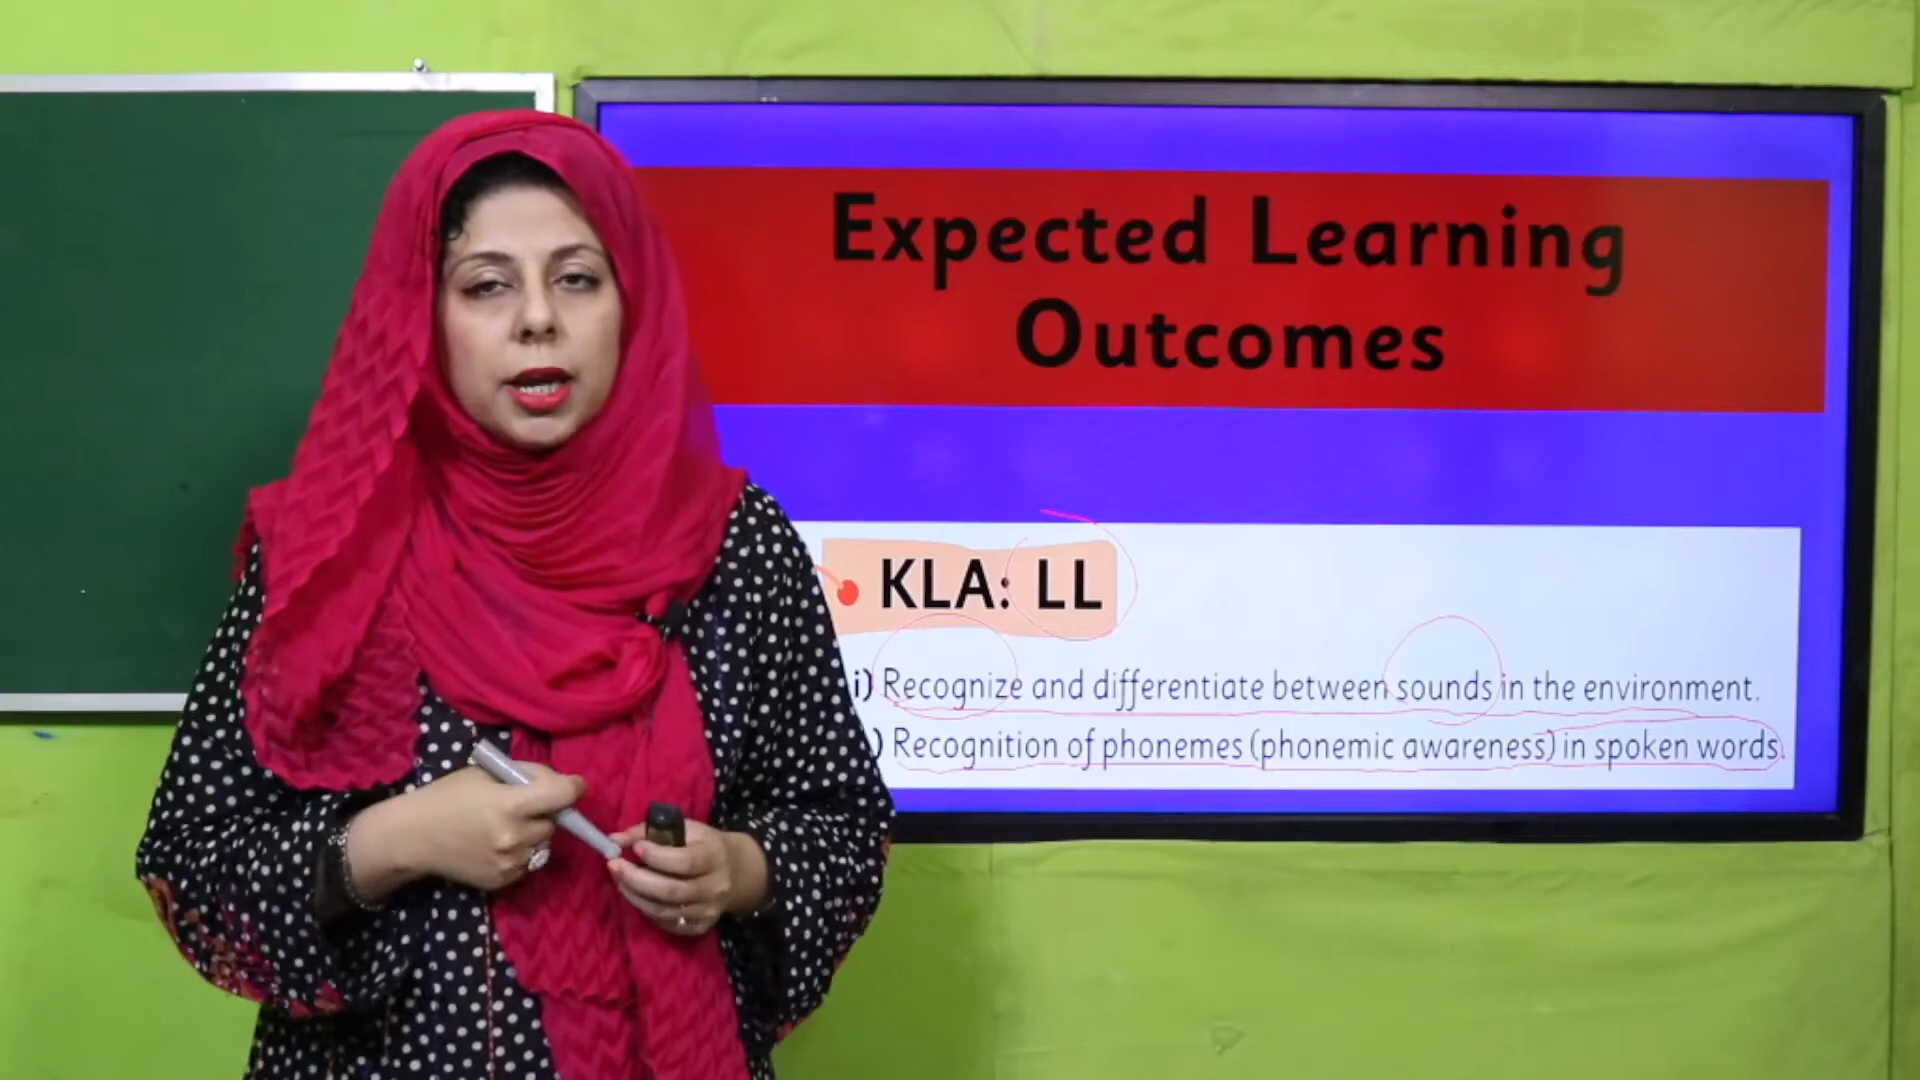 Expected Learning
Outcomes
KLA: LL
i) Recognize and differentiate between sounds in the environment.
) Recognition of phonemes (phonemic awareness) in spoken words.